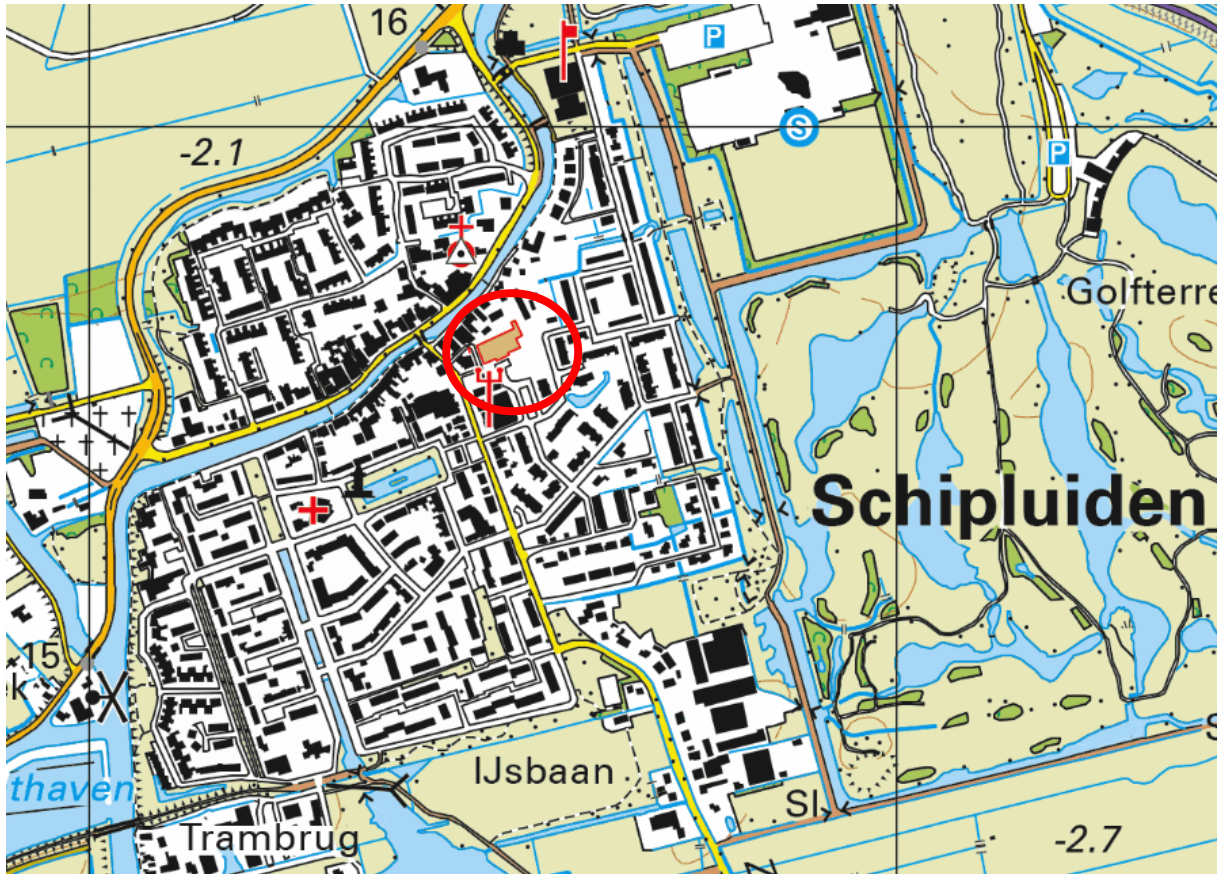 16
P
S
-2.1
P
Golfterre
Schipluiden
15
k
S
IJsbaan
thaven
Sl
Trambrug
-2.7
Z